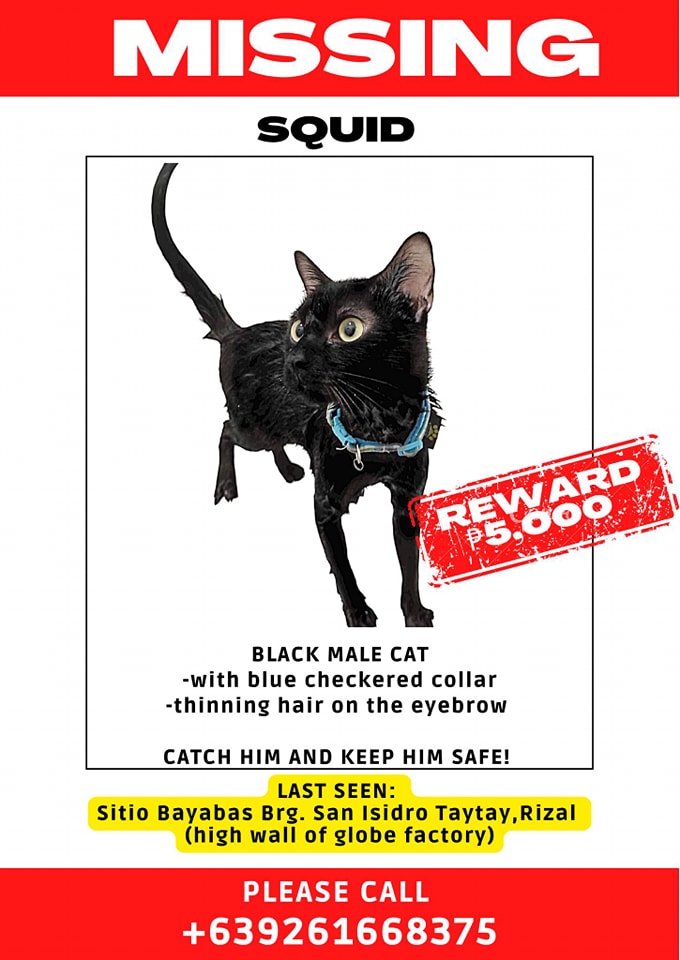 MISSING
SQUID
REWARD
₱5,000
BLACK MALE CAT
-with blue checkered collar
-thinning hair on the eyebrow
CATCH HIM AND KEEP HIM SAFE!
LAST SEEN:
Sitio Bayabas Brg. San Isidro Taytay,Rizal
(high wall of globe factory)
PLEASE CALL
+639261668375